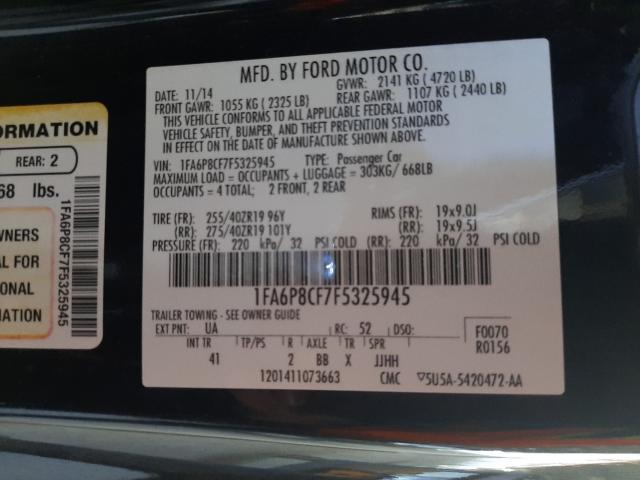 ORMATION
REAR: 2
68 lbs.
WNERS
AL FOR
IONAL
MATION
1FA6P8CF7F5325945
MFD. BY FORD MOTOR CO.
DATE: 11/14 GVWR: 2141 KG ( 4720 LB)
FRONT GAWR: 1055 KG ( 2325 LB) REAR GAWR: 1107 KG ( 2440 LB)
THIS VEHICLE CONFORMS TO ALL APPLICABLE FEDERAL MOTOR
VEHICLE SAFETY, BUMPER, AND THEFT PREVENTION STANDARDS
IN EFFECT ON THE DATE OF MANUFACTURE SHOWN ABOVE.
VIN: 1FA6P8CF7F5325945 TYPE: Passenger Car
MAXIMUM LOAD = OCCUPANTS + LUGGAGE = 303KG/ 668LB
OCCUPANTS = 4 TOTAL; 2 FRONT, 2 REAR
TIRE (FR): 255/40ZR19 96Y RIMS (FR): 19x9.0J
(RR): 275/40ZR19 101Y (RR): 19x9.5J
PRESSURE (FR): 220 kPa/ 32 PSI COLD (RR): 220 kPa/ 32 PSI COLD
1FA6P8CF7F5325945
TRAILER TOWING - SEE OWNER GUIDE
EXT PNT: UA RC: 52 DSO: F0070
INT TR TP/PS R AXLE TR SPR R0156
41 2 BB X JJHH
1201411073663 CMC ▽5U5A-5420472-AA